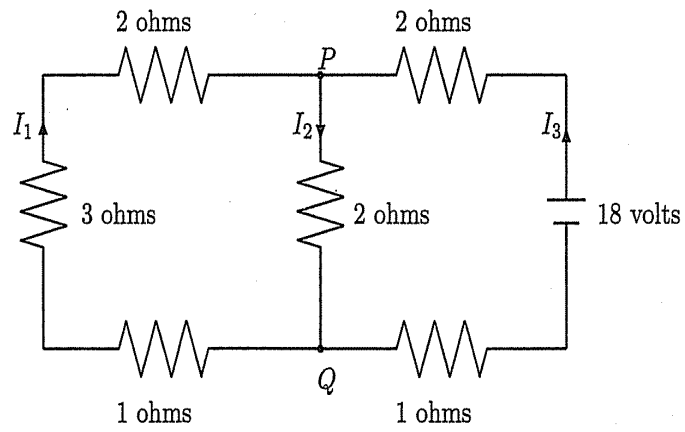 2 ohms
2 ohms
P
I₁
I₂
I₃
3 ohms
2 ohms
18 volts
Q
1 ohms
1 ohms